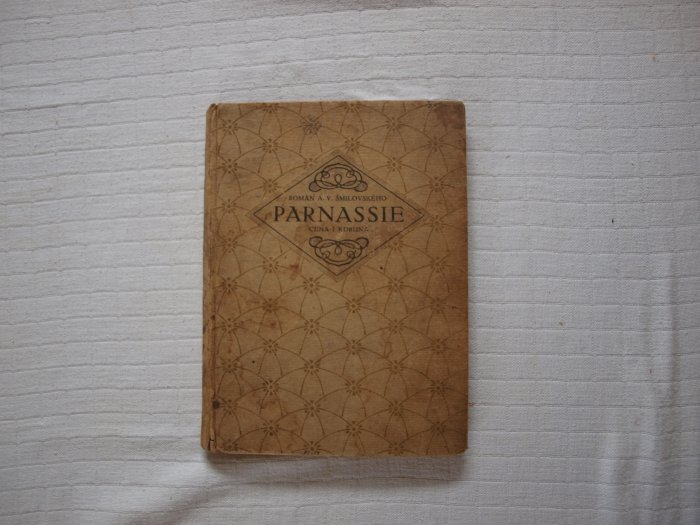 ROMÁN A. V. ŠMILOVSKÉHO
PARNASSIE
CENA 1 KORUNA